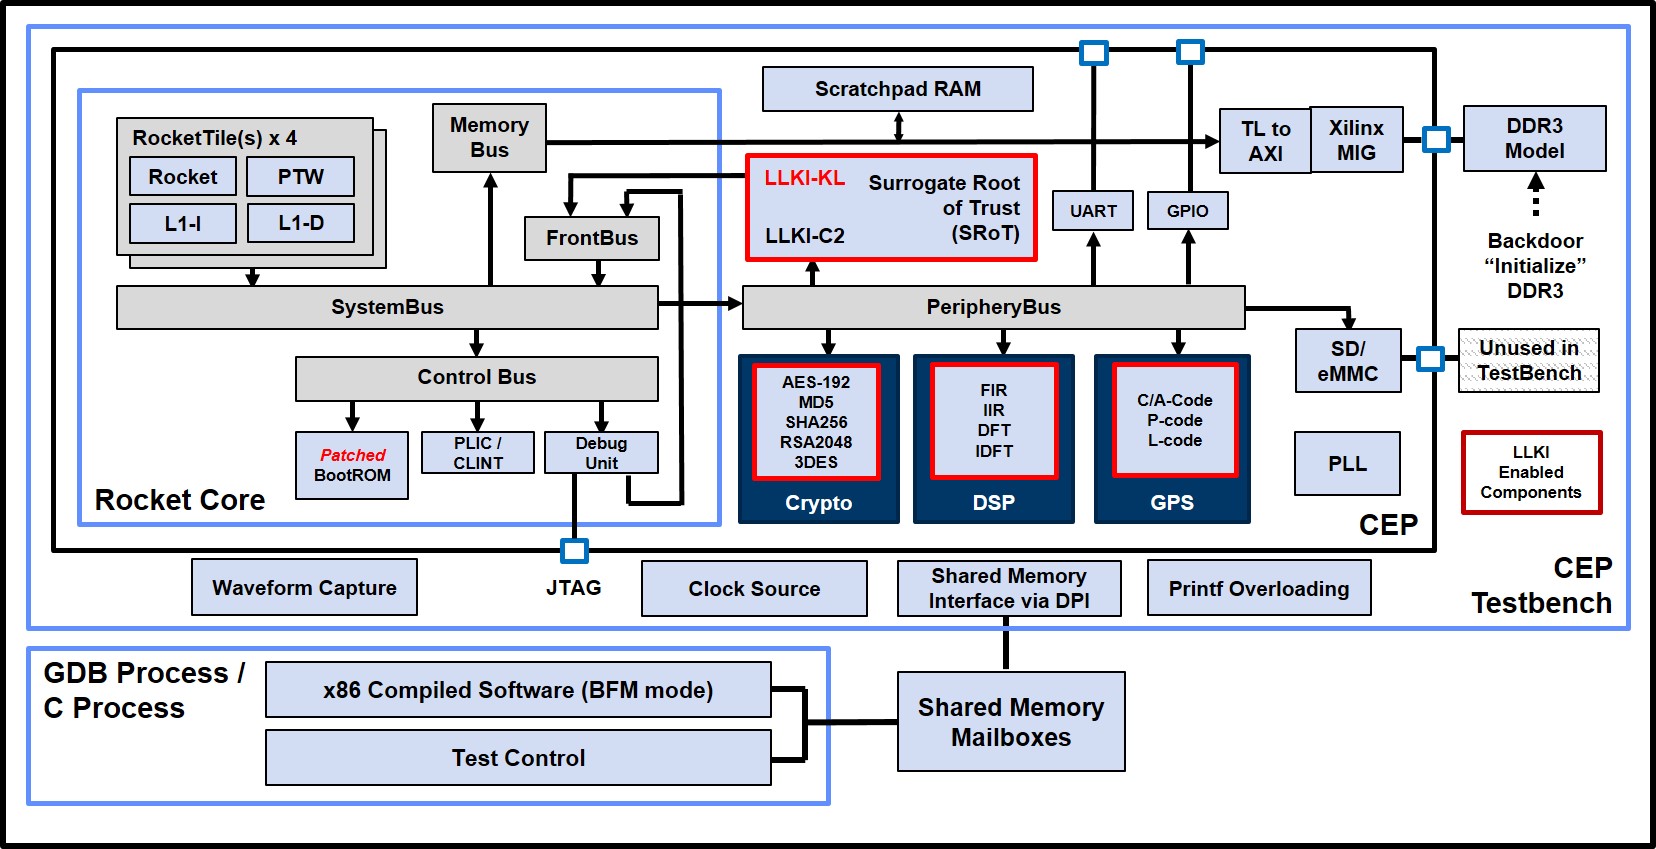 Scratchpad RAM
RocketTile(s) x 4
Rocket
PTW
L1-I
L1-D
Memory
Bus
TL to
AXI
Xilinx
MIG
DDR3
Model
LLKI-KL
LLKI-C2
Surrogate Root
of Trust
(SRoT)
UART
GPIO
FrontBus
Backdoor
“Initialize”
DDR3
SystemBus
PeripheryBus
Control Bus
SD/
eMMC
Unused in
TestBench
AES-192
MD5
SHA256
RSA2048
3DES
Crypto
FIR
IIR
DFT
IDFT
DSP
C/A-Code
P-code
L-code
GPS
Patched
BootROM
PLIC /
CLINT
Debug
Unit
PLL
LLKI
Enabled
Components
Rocket Core
CEP
Waveform Capture
JTAG
Clock Source
Shared Memory
Interface via DPI
Printf Overloading
CEP
Testbench
GDB Process /
C Process
x86 Compiled Software (BFM mode)
Test Control
Shared Memory
Mailboxes